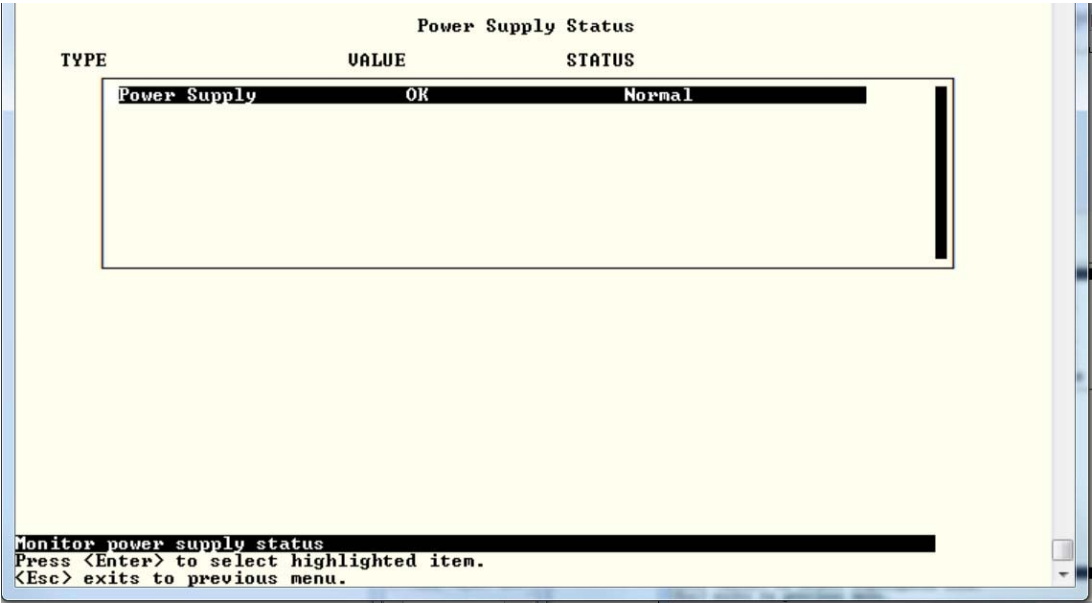 Power Supply Status
TYPE VALUE STATUS
Power Supply OK Normal
Monitor power supply status
Press <Enter> to select highlighted item.
<Esc> exits to previous menu.